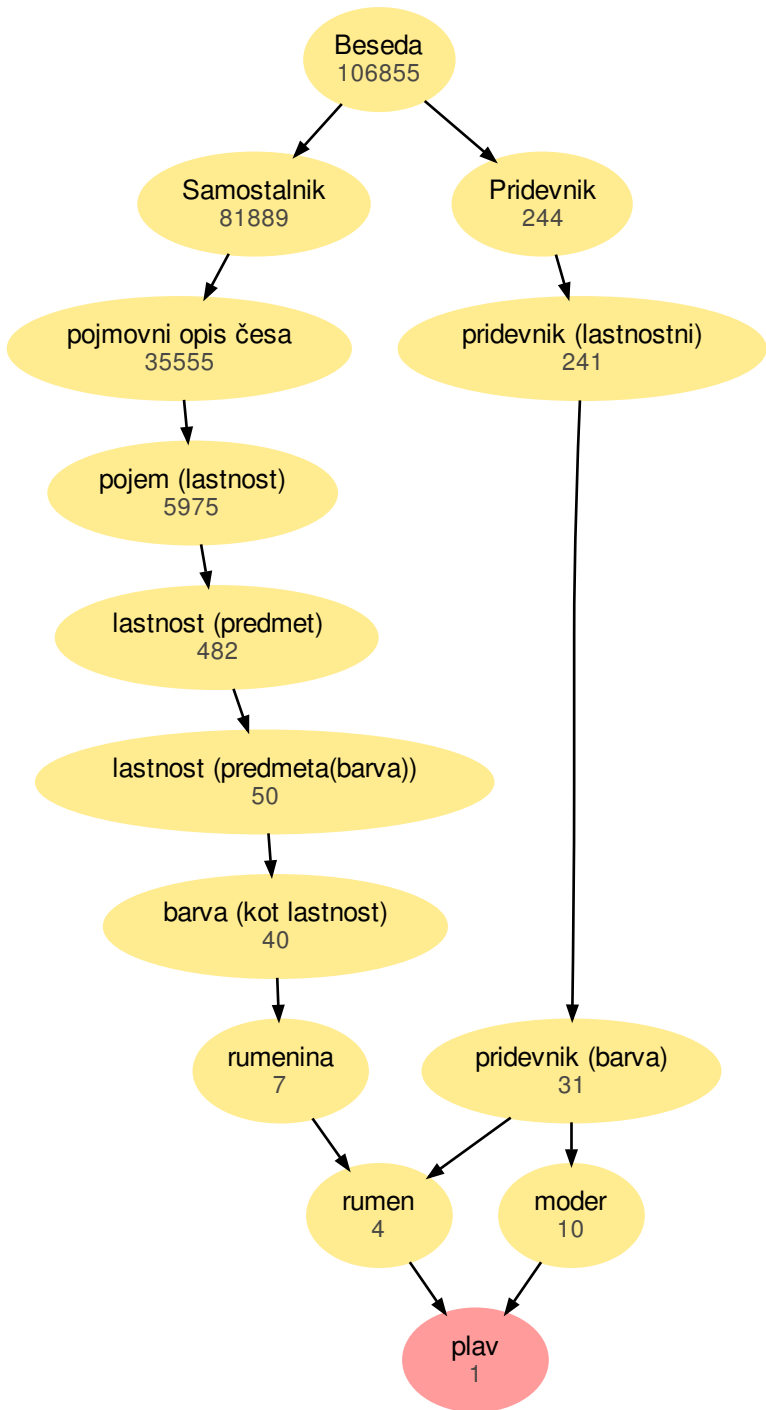 Beseda
106855
Samostalnik
81889
Pridevnik
244
pojmovni opis česa
35555
pridevnik (lastnostni)
241
pojem (lastnost)
5975
lastnost (predmet)
482
lastnost (predmeta(barva))
50
barva (kot lastnost)
40
rumenina
7
pridevnik (barva)
31
rumen
4
moder
10
plav
1